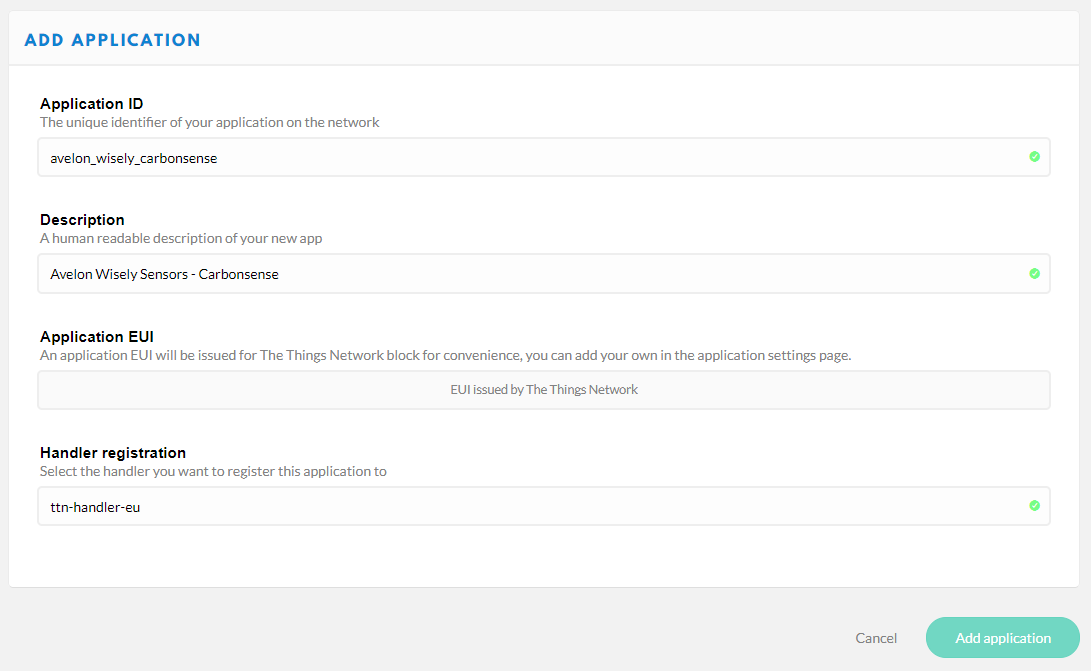 ADD APPLICATION
Application ID
The unique identifier of your application on the network
avelon_wisely_carbonsense
Description
A human readable description of your new app
Avelon Wisely Sensors - Carbonsense
Application EUI
An application EUI will be issued for The Things Network block for convenience, you can add your own in the application settings page.
EUI issued by The Things Network
Handler registration
Select the handler you want to register this application to
ttn-handler-eu
Cancel Add application